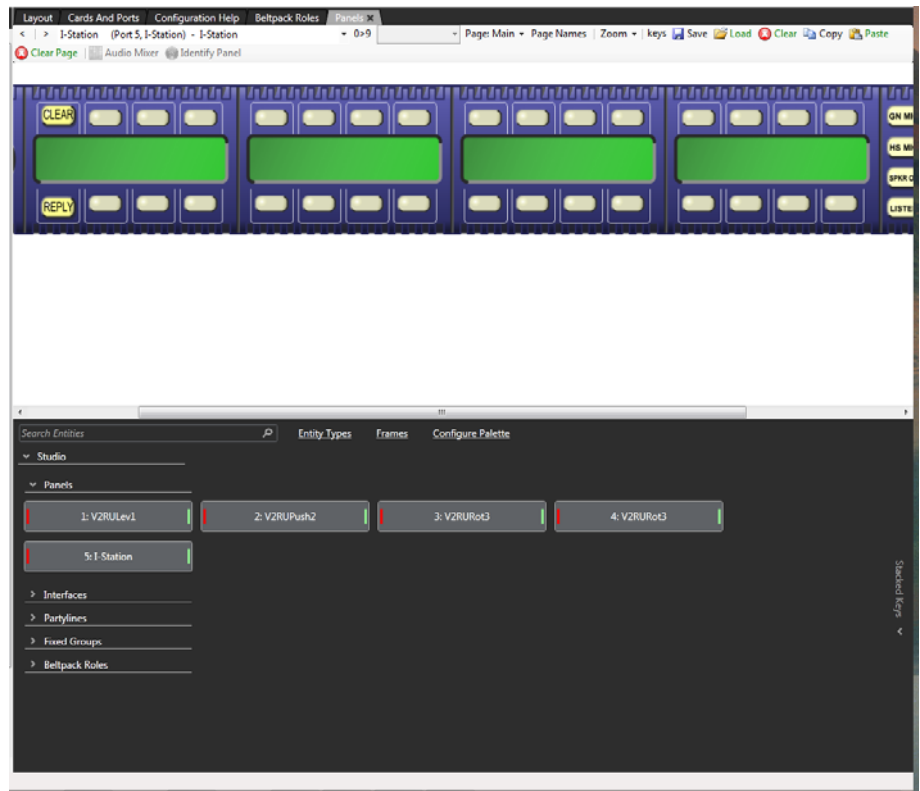 Layout Cards And Ports Configuration Help Beltpack Roles Panels ×
< | > I-Station (Port 5, I-Station) - I-Station 0>9 Page: Main Page Names | Zoom | keys Save Load Clear Copy Paste
Clear Page | Audio Mixer Identify Panel
CLEAR
GN MI
HS MI
SPKR O
REPLY
LISTE
Search Entities Entity Types Frames Configure Palette
Studio
Panels
1: V2RULev1 2: V2RUPush2 3: V2RURot3 4: V2RURot3
5: I-Station
Interfaces
Partylines
Fixed Groups
Beltpack Roles
Stacked Keys